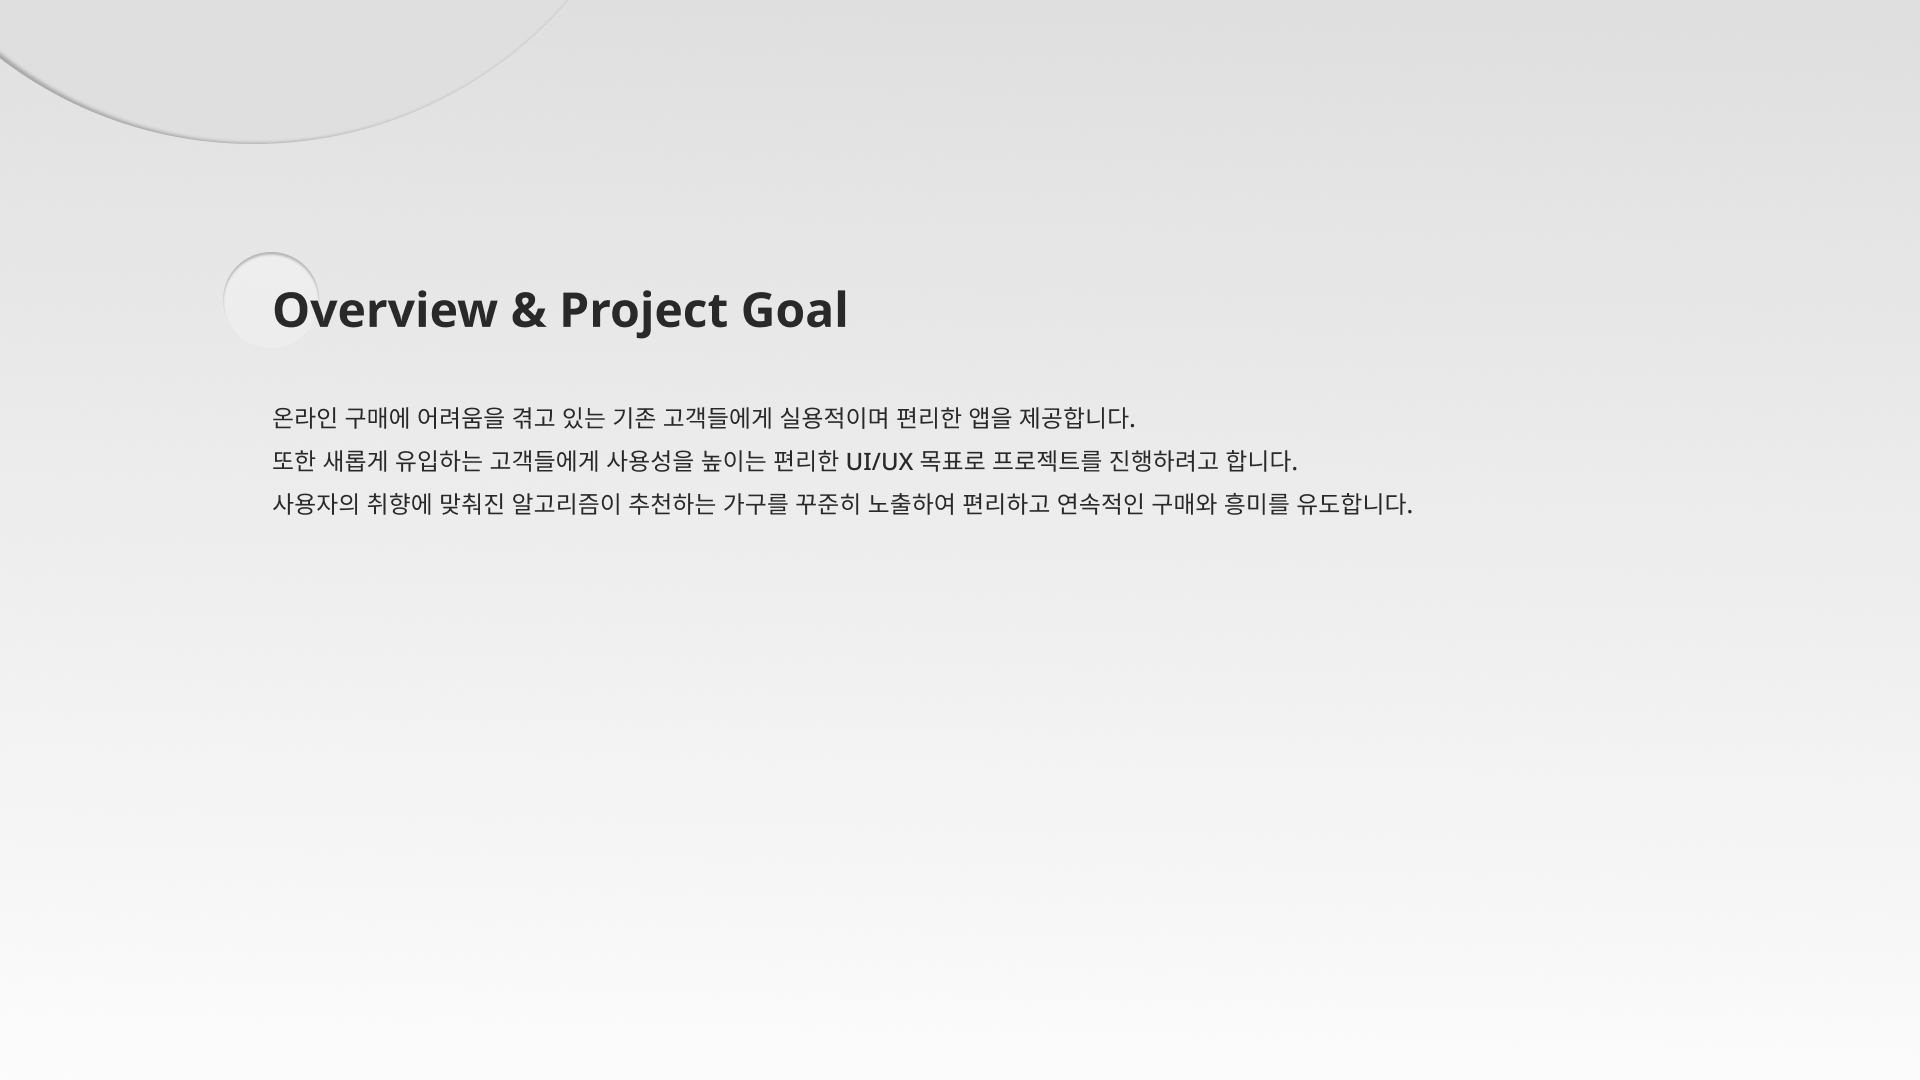 Overview & Project Goal
온라인 구매에 어려움을 겪고 있는 기존 고객들에게 실용적이며 편리한 앱을 제공합니다.
또한 새롭게 유입하는 고객들에게 사용성을 높이는 편리한 UI/UX 목표로 프로젝트를 진행하려고 합니다.
사용자의 취향에 맞춰진 알고리즘이 추천하는 가구를 꾸준히 노출하여 편리하고 연속적인 구매와 흥미를 유도합니다.